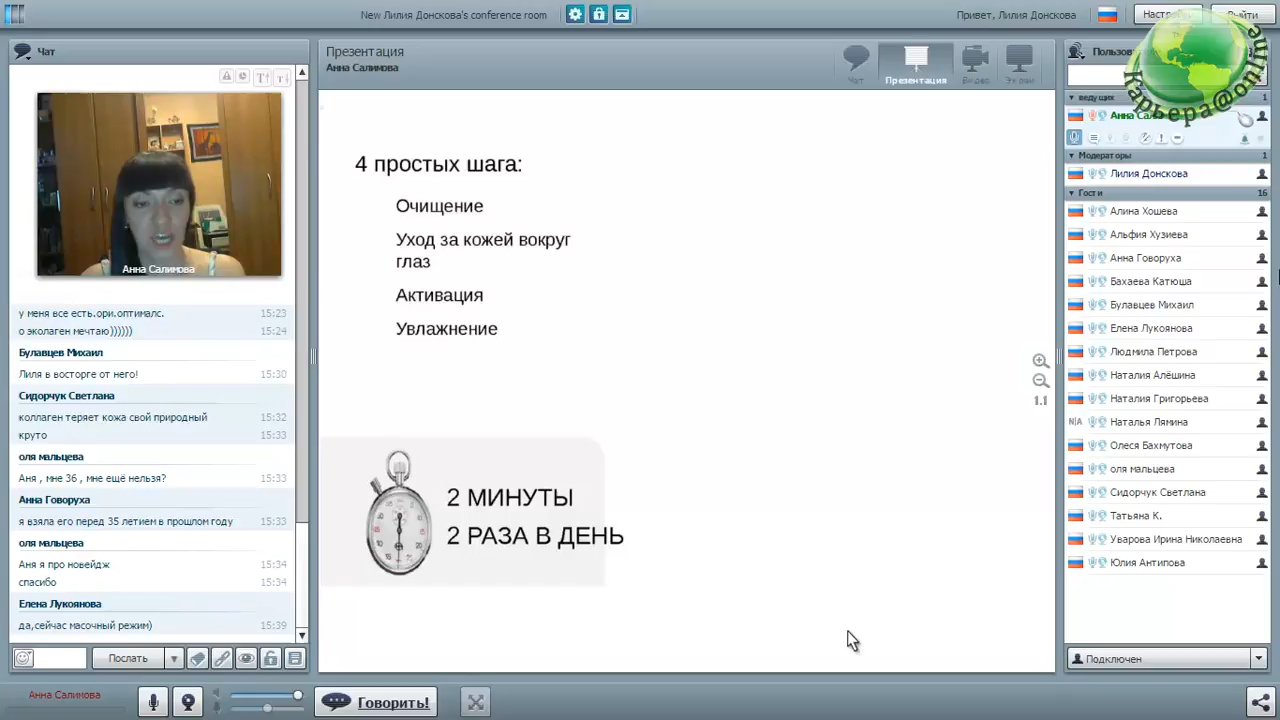 New Лилия Донскова's conference room
Привет, Лилия Донскова
Выйти
Карьера@online
Чат
Анна Салимова
у меня все есть.ори.оптималс. 15:23
о эколаген мечтаю)))))) 15:24
Булавцев Михаил
Лиля в восторге от него! 15:30
Сидорчук Светлана
коллаген теряет кожа свой природный 15:32
круто 15:33
оля мальцева
Аня , мне 36 , мне ещё нельзя? 15:33
Анна Говоруха
я взяла его перед 35 летием в прошлом году 15:33
оля мальцева
Аня я про новейдж 15:34
спасибо 15:34
Елена Лукоянова
да,сейчас масочный режим) 15:39
Послать
Презентация
Анна Салимова
Чат
Презентация
Видео
Экран
4 простых шага:
Очищение
Уход за кожей вокруг
глаз
Активация
Увлажнение
2 МИНУТЫ
2 РАЗА В ДЕНЬ
1.1
ведущих 1
Модераторы 1
Лилия Донскова
Гости 16
Алина Хошева
Альфия Хузиева
Анна Говоруха
Бахаева Катюша
Булавцев Михаил
Елена Лукоянова
Людмила Петрова
Наталия Алёшина
Наталия Григорьева
N|A Наталья Лямина
Олеся Бахмутова
оля мальцева
Сидорчук Светлана
Татьяна К.
Уварова Ирина Николаевна
Юлия Антипова
Подключен
Анна Салимова
Говорить!